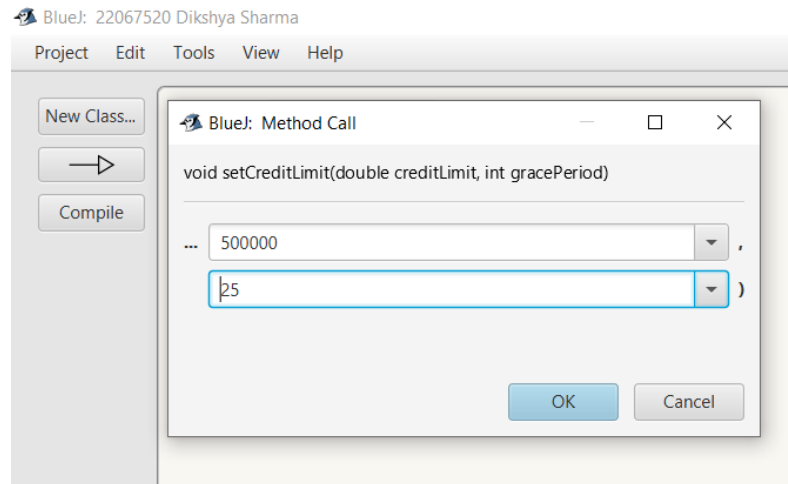 BlueJ: 22067520 Dikshya Sharma
Project Edit Tools View Help
New Class...
Compile
BlueJ: Method Call
void setCreditLimit(double creditLimit, int gracePeriod)
... 500000 ,
25 )
OK Cancel